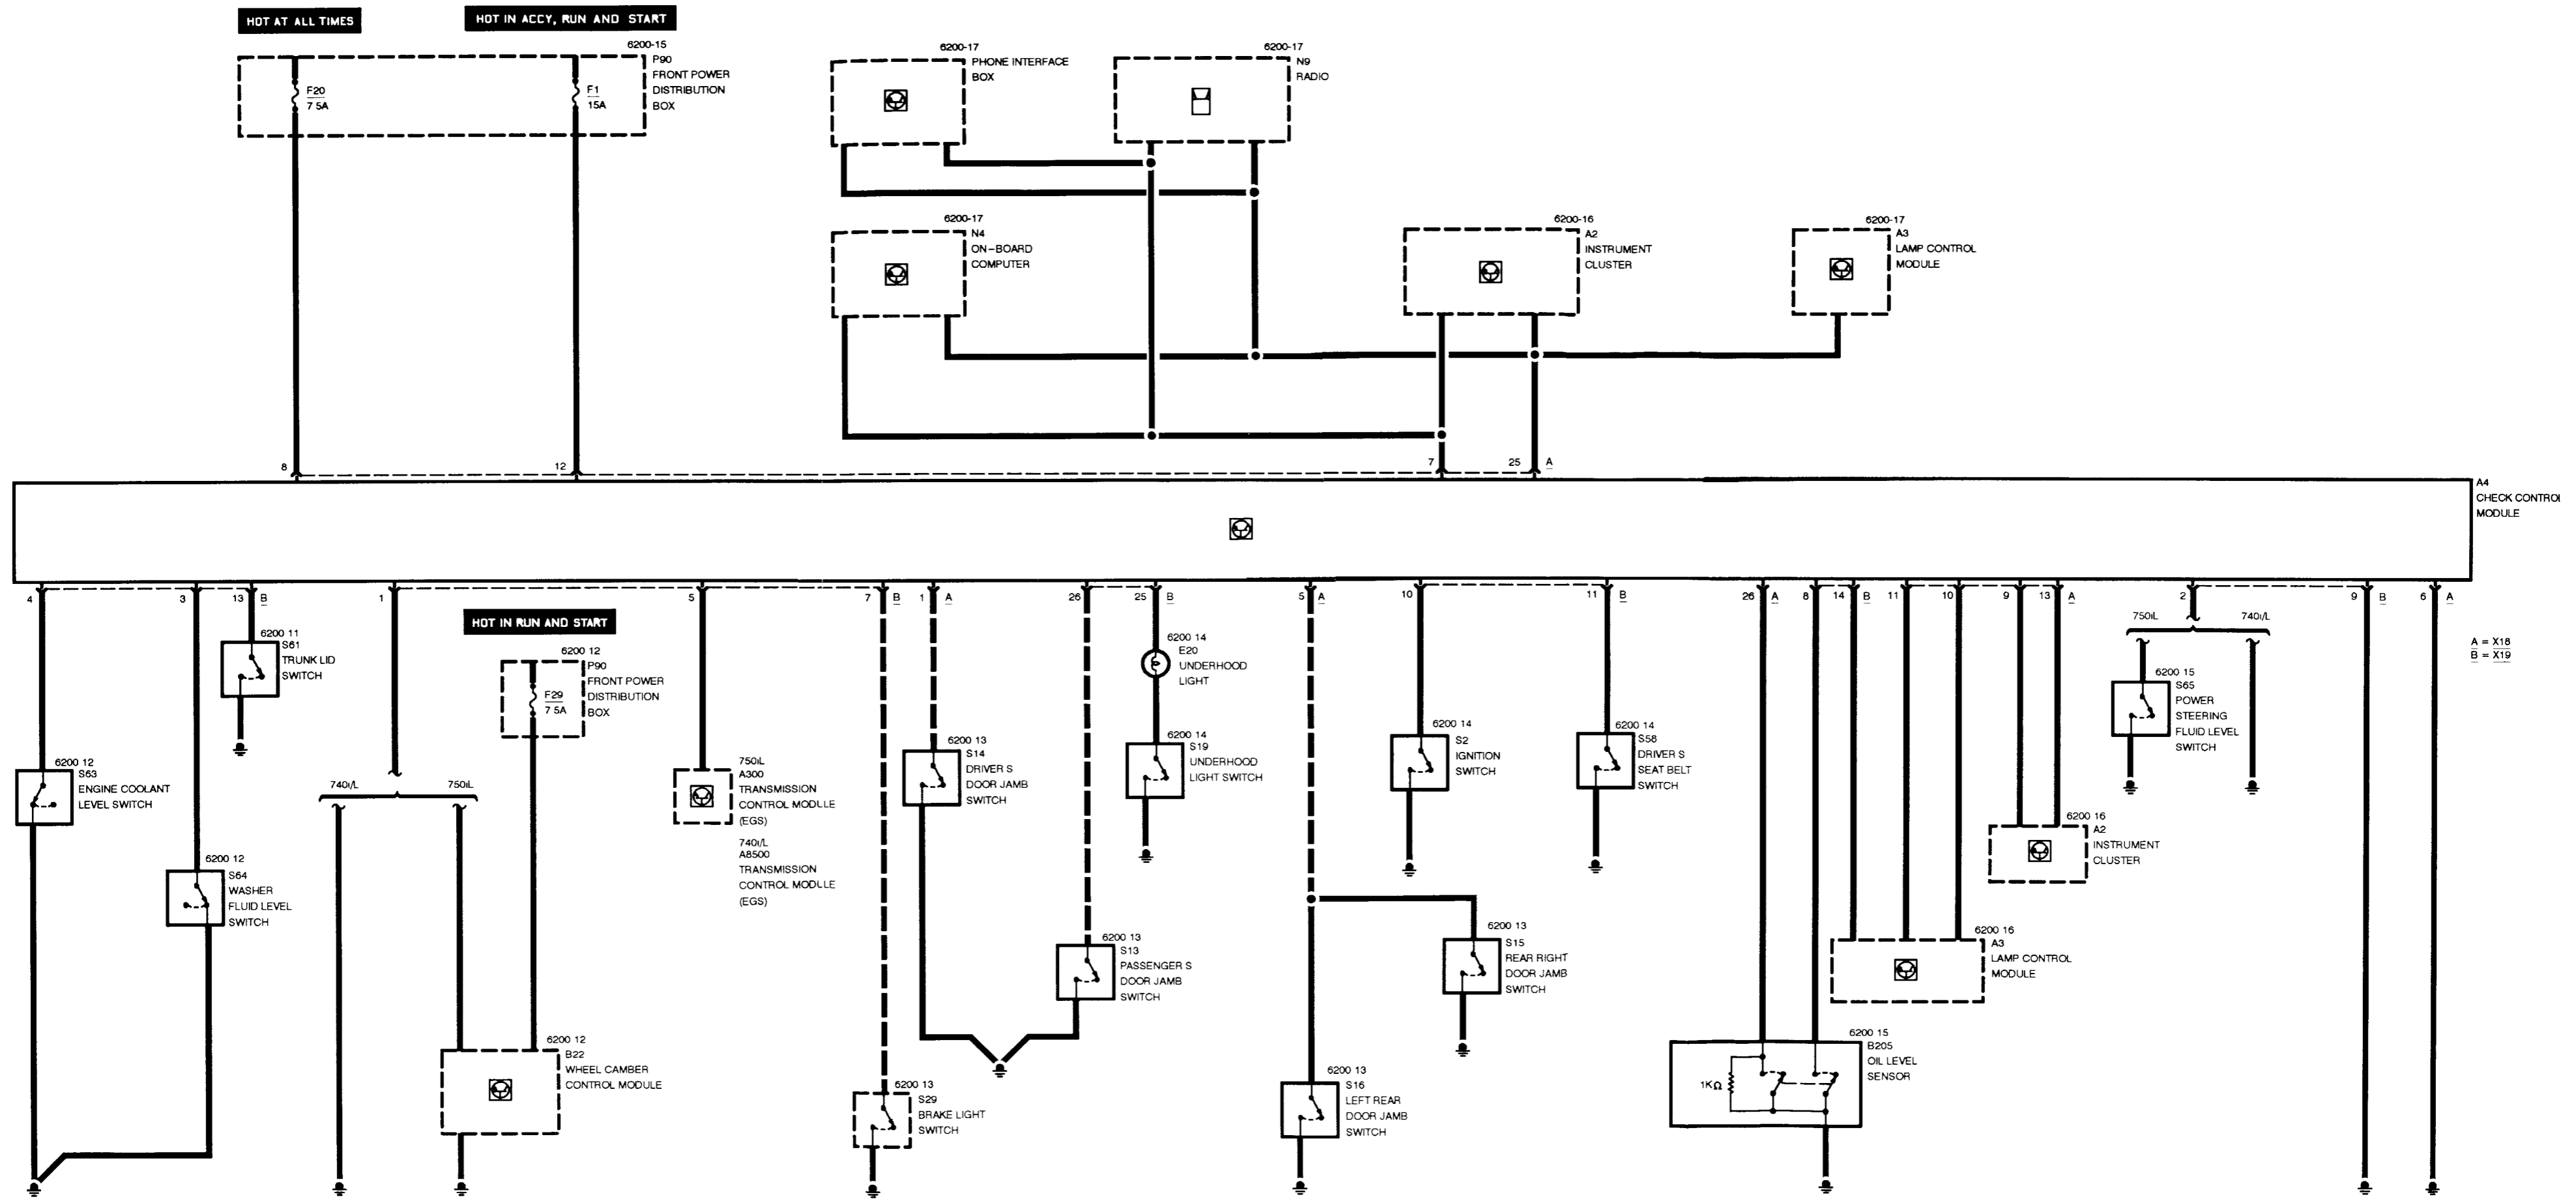 HOT AT ALL TIMES
HOT IN ACCY, RUN AND START
6200-15
P90
FRONT POWER
DISTRIBUTION
BOX
F20
7 5A
F1
15A
6200-17
PHONE INTERFACE
BOX
6200-17
N9
RADIO
6200-17
N4
ON-BOARD
COMPUTER
6200-16
A2
INSTRUMENT
CLUSTER
6200-17
A3
LAMP CONTROL
MODULE
8
12
7
25
A
A4
CHECK CONTROL
MODULE
4
3
13
B
1
5
7
B
1
A
26
25
B
5
A
10
11
B
26
A
8
14
B
11
10
9
13
A
2
9
B
6
A
A = X18
B = X19
6200 11
S61
TRUNK LID
SWITCH
HOT IN RUN AND START
6200 12
P90
FRONT POWER
DISTRIBUTION
BOX
F29
7 5A
6200 14
E20
UNDERHOOD
LIGHT
750iL
740i/L
6200 15
S65
POWER
STEERING
FLUID LEVEL
SWITCH
6200 12
S63
ENGINE COOLANT
LEVEL SWITCH
740i/L
750iL
750iL
A300
TRANSMISSION
CONTROL MODULE
(EGS)
740i/L
A8500
TRANSMISSION
CONTROL MODULE
(EGS)
6200 13
S14
DRIVER S
DOOR JAMB
SWITCH
6200 14
S19
UNDERHOOD
LIGHT SWITCH
6200 14
S2
IGNITION
SWITCH
6200 14
S58
DRIVER S
SEAT BELT
SWITCH
6200 16
A2
INSTRUMENT
CLUSTER
6200 12
S64
WASHER
FLUID LEVEL
SWITCH
6200 13
S13
PASSENGER S
DOOR JAMB
SWITCH
6200 13
S15
REAR RIGHT
DOOR JAMB
SWITCH
6200 16
A3
LAMP CONTROL
MODULE
6200 12
B22
WHEEL CAMBER
CONTROL MODULE
6200 13
S29
BRAKE LIGHT
SWITCH
6200 13
S16
LEFT REAR
DOOR JAMB
SWITCH
6200 15
B205
OIL LEVEL
SENSOR
1KΩ